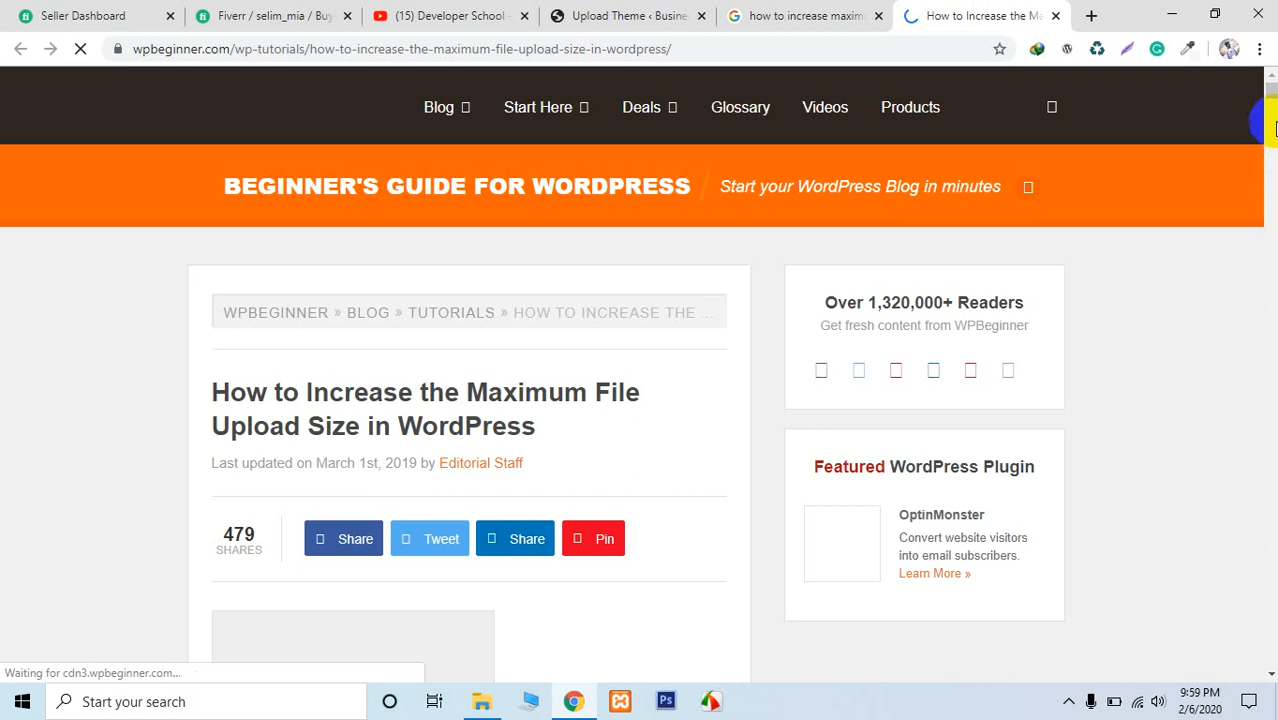 Seller Dashboard
Fiverr / selim_mia / Buy
(15) Developer School -
Upload Theme ‹ Busine
how to increase maxim
How to Increase the M
wpbeginner.com/wp-tutorials/how-to-increase-the-maximum-file-upload-size-in-wordpress/
Blog Start Here Deals Glossary Videos Products
BEGINNER'S GUIDE FOR WORDPRESS
Start your WordPress Blog in minutes
WPBEGINNER » BLOG » TUTORIALS » HOW TO INCREASE THE ...
How to Increase the Maximum File
Upload Size in WordPress
Last updated on March 1st, 2019 by Editorial Staff
479
SHARES
Share
Tweet
Share
Pin
Over 1,320,000+ Readers
Get fresh content from WPBeginner
Featured WordPress Plugin
OptinMonster
Convert website visitors
into email subscribers.
Learn More »
Waiting for cdn3.wpbeginner.com...
Start your search
Ps
9:59 PM
2/6/2020